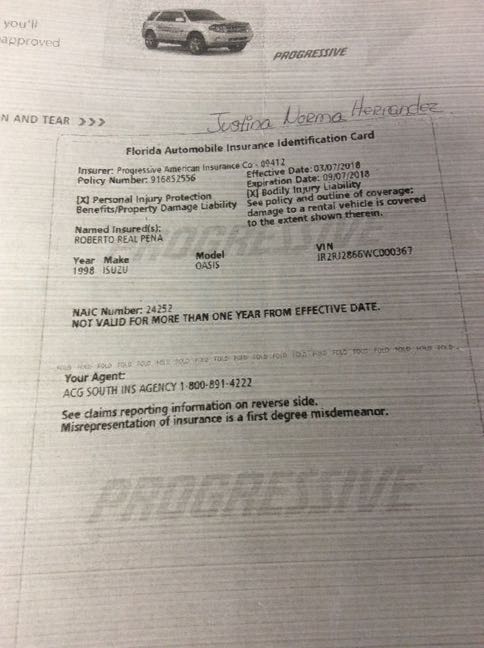 you'll
approved
PROGRESSIVE
N AND TEAR >>>
Justina Norma Hernandez
Florida Automobile Insurance Identification Card
Insurer: Progressive American Insurance Co - 09412
Policy Number: 916852556
Effective Date: 03/07/2018
Expiration Date: 09/07/2018
[X] Personal Injury Protection
Benefits/Property Damage Liability
[X] Bodily Injury Liability
See policy and outline of coverage;
damage to a rental vehicle is covered
to the extent shown therein.
Named Insured(s):
ROBERTO REAL PENA
Year Make Model VIN
1998 ISUZU OASIS JR2RJ2866WC000367
NAIC Number: 24252
NOT VALID FOR MORE THAN ONE YEAR FROM EFFECTIVE DATE.
FOLD FOLD FOLD FOLD FOLD FOLD FOLD FOLD FOLD FOLD FOLD FOLD FOLD FOLD FOLD FOLD
Your Agent:
ACG SOUTH INS AGENCY 1-800-891-4222
See claims reporting information on reverse side.
Misrepresentation of insurance is a first degree misdemeanor.
PROGRESSIVE